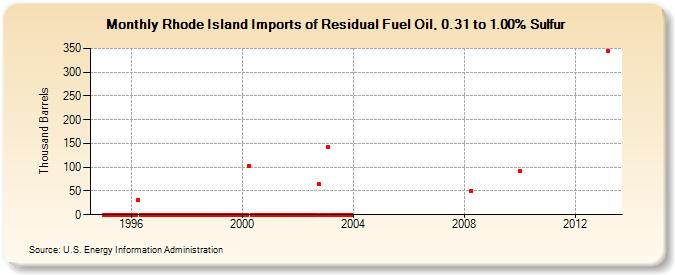 Monthly Rhode Island Imports of Residual Fuel Oil, 0.31 to 1.00% Sulfur
Thousand Barrels
350
300
250
200
150
100
50
0
1996 2000 2004 2008 2012
Source: U.S. Energy Information Administration